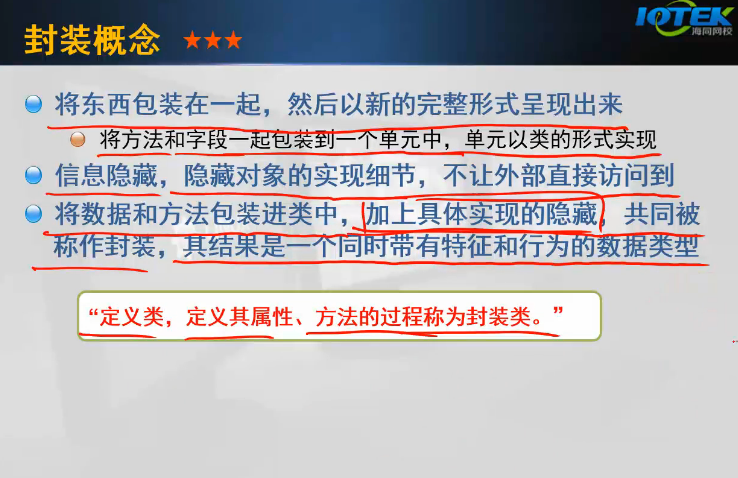 封装概念 ★★★
IOTEK
海同网校
将东西包装在一起，然后以新的完整形式呈现出来
将方法和字段一起包装到一个单元中，单元以类的形式实现
信息隐藏，隐藏对象的实现细节，不让外部直接访问到
将数据和方法包装进类中，加上具体实现的隐藏，共同被
称作封装，其结果是一个同时带有特征和行为的数据类型
“定义类，定义其属性、方法的过程称为封装类。”